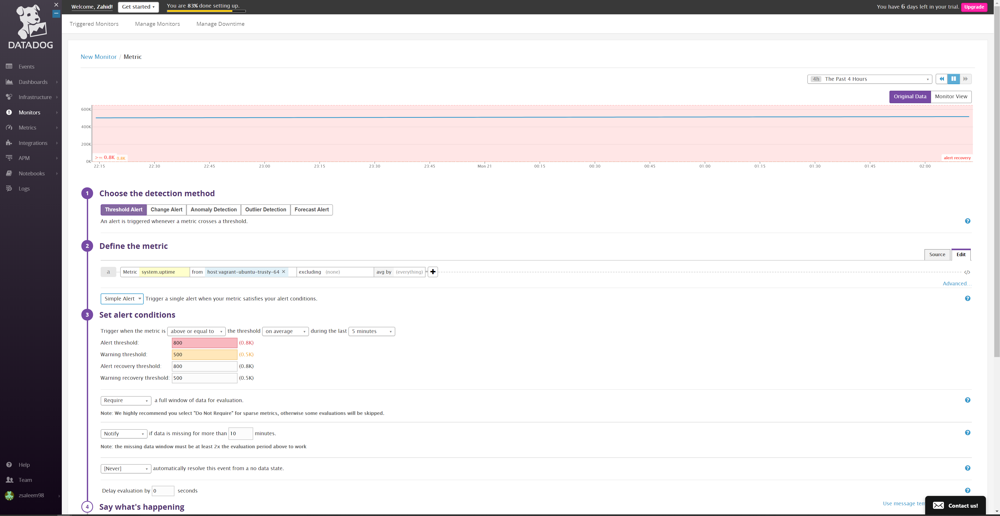 Welcome, Zahid!
Get started
You are 83% done setting up.
You have 6 days left in your trial.
Upgrade
DATADOG
Events
Dashboards
Infrastructure
Monitors
Metrics
Integrations
APM
Notebooks
Logs
Help
Team
zsaleem98
Triggered Monitors
Manage Monitors
Manage Downtime
New Monitor / Metric
4h The Past 4 Hours
Original Data
Monitor View
600K
400K
200K
0K
>= 0.8K
0.8K
alert recovery
22:15 22:30 22:45 23:00 23:15 23:30 23:45 Mon 21 00:15 00:30 00:45 01:00 01:15 01:30 01:45 02:00
1 Choose the detection method
Threshold Alert
Change Alert
Anomaly Detection
Outlier Detection
Forecast Alert
An alert is triggered whenever a metric crosses a threshold.
2 Define the metric
Source
Edit
a Metric system.uptime from host:vagrant-ubuntu-trusty-64 × excluding (none) avg by (everything) + </>
Advanced...
Simple Alert Trigger a single alert when your metric satisfies your alert conditions.
3 Set alert conditions
Trigger when the metric is above or equal to the threshold on average during the last 5 minutes
Alert threshold: 800 (0.8K)
Warning threshold: 500 (0.5K)
Alert recovery threshold: 800 (0.8K)
Warning recovery threshold: 500 (0.5K)
Require a full window of data for evaluation.
Note: We highly recommend you select "Do Not Require" for sparse metrics, otherwise some evaluations will be skipped.
Notify if data is missing for more than 10 minutes.
Note: the missing data window must be at least 2x the evaluation period above to work
[Never] automatically resolve this event from a no data state.
Delay evaluation by 0 seconds
4 Say what's happening
Use message tem
Contact us!